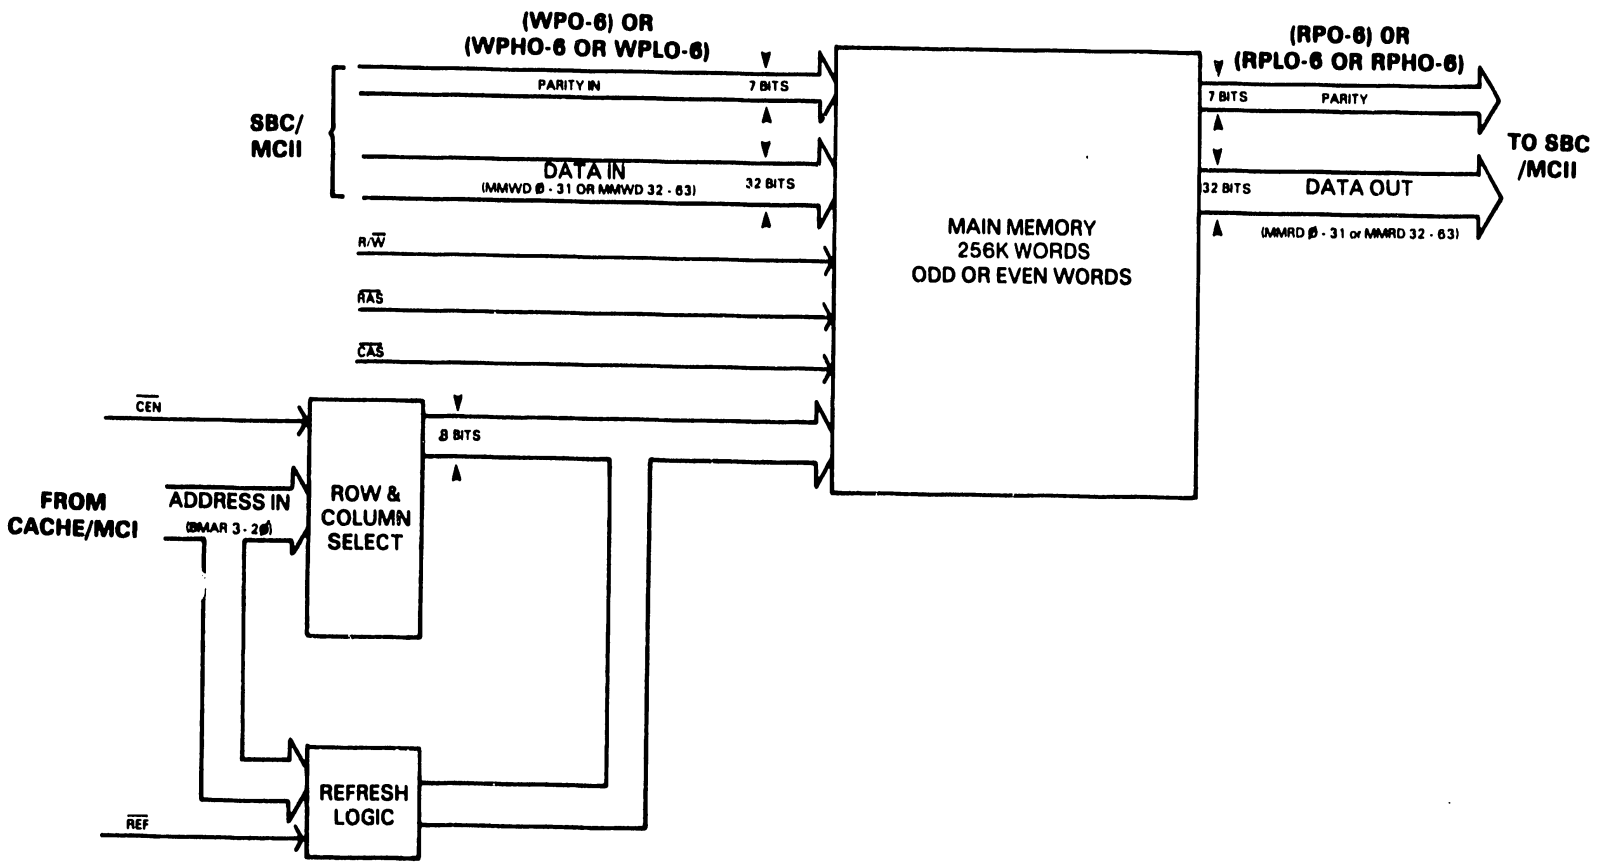 (WPO-6) OR
(WPHO-6 OR WPLO-6)
(RPO-6) OR
(RPLO-6 OR RPHO-6)
PARITY IN
7 BITS
7 BITS
PARITY
SBC/
MCII
TO SBC
/MCII
DATA IN
(MMWD 0 - 31 OR MMWD 32 - 63)
32 BITS
32 BITS
DATA OUT
(MMRD 0 - 31 or MMRD 32 - 63)
MAIN MEMORY
256K WORDS
ODD OR EVEN WORDS
R/W
RAS
CAS
CEN
8 BITS
FROM
CACHE/MCI
ADDRESS IN
(BMAR 3 - 20)
ROW &
COLUMN
SELECT
REFRESH
LOGIC
REF